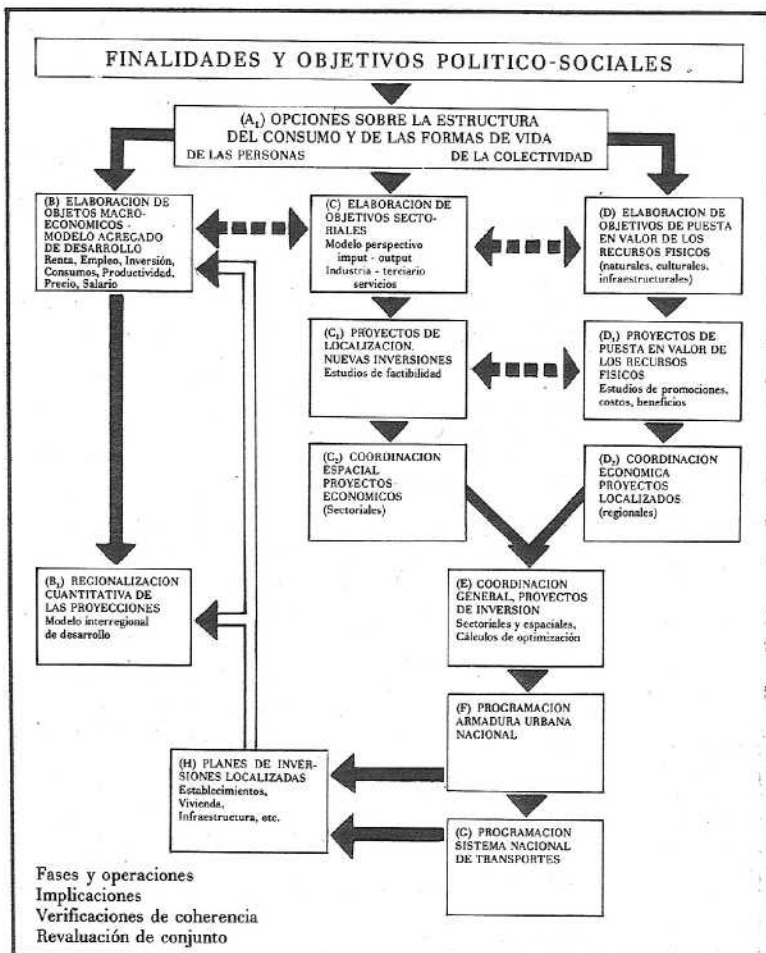 FINALIDADES Y OBJETIVOS POLITICO-SOCIALES
(A₁) OPCIONES SOBRE LA ESTRUCTURA
DEL CONSUMO Y DE LAS FORMAS DE VIDA
DE LAS PERSONAS DE LA COLECTIVIDAD
(B) ELABORACION DE
OBJETOS MACRO-
ECONOMICOS -
MODELO AGREGADO
DE DESARROLLO
Renta, Empleo, Inversión,
Consumos, Productividad,
Precio, Salario
(C) ELABORACION DE
OBJETIVOS SECTO-
RIALES
Modelo perspectivo
imput - output
Industria - terciario
servicios
(D) ELABORACION DE
OBJETIVOS DE PUESTA
EN VALOR DE LOS
RECURSOS FISICOS
(naturales, culturales,
infraestructurales)
(C₁) PROYECTOS DE
LOCALIZACION.
NUEVAS INVERSIONES
Estudios de factibilidad
(D₁) PROYECTOS DE
PUESTA EN VALOR DE
LOS RECURSOS
FISICOS
Estudios de promociones,
costos, beneficios
(C₂) COORDINACION
ESPACIAL
PROYECTOS
ECONOMICOS
(Sectoriales)
(D₂) COORDINACION
ECONOMICA
PROYECTOS
LOCALIZADOS
(regionales)
(B₁) REGIONALIZACION
CUANTITATIVA DE
LAS PROYECCIONES
Modelo interregional
de desarrollo
(E) COORDINACION
GENERAL, PROYECTOS
DE INVERSION
Sectoriales y espaciales,
Cálculos de optimización
(F) PROGRAMACION
ARMADURA URBANA
NACIONAL
(H) PLANES DE INVER-
SIONES LOCALIZADAS
Establecimientos,
Vivienda,
Infraestructura, etc.
(G) PROGRAMACION
SISTEMA NACIONAL
DE TRANSPORTES
Fases y operaciones
Implicaciones
Verificaciones de coherencia
Revaluación de conjunto